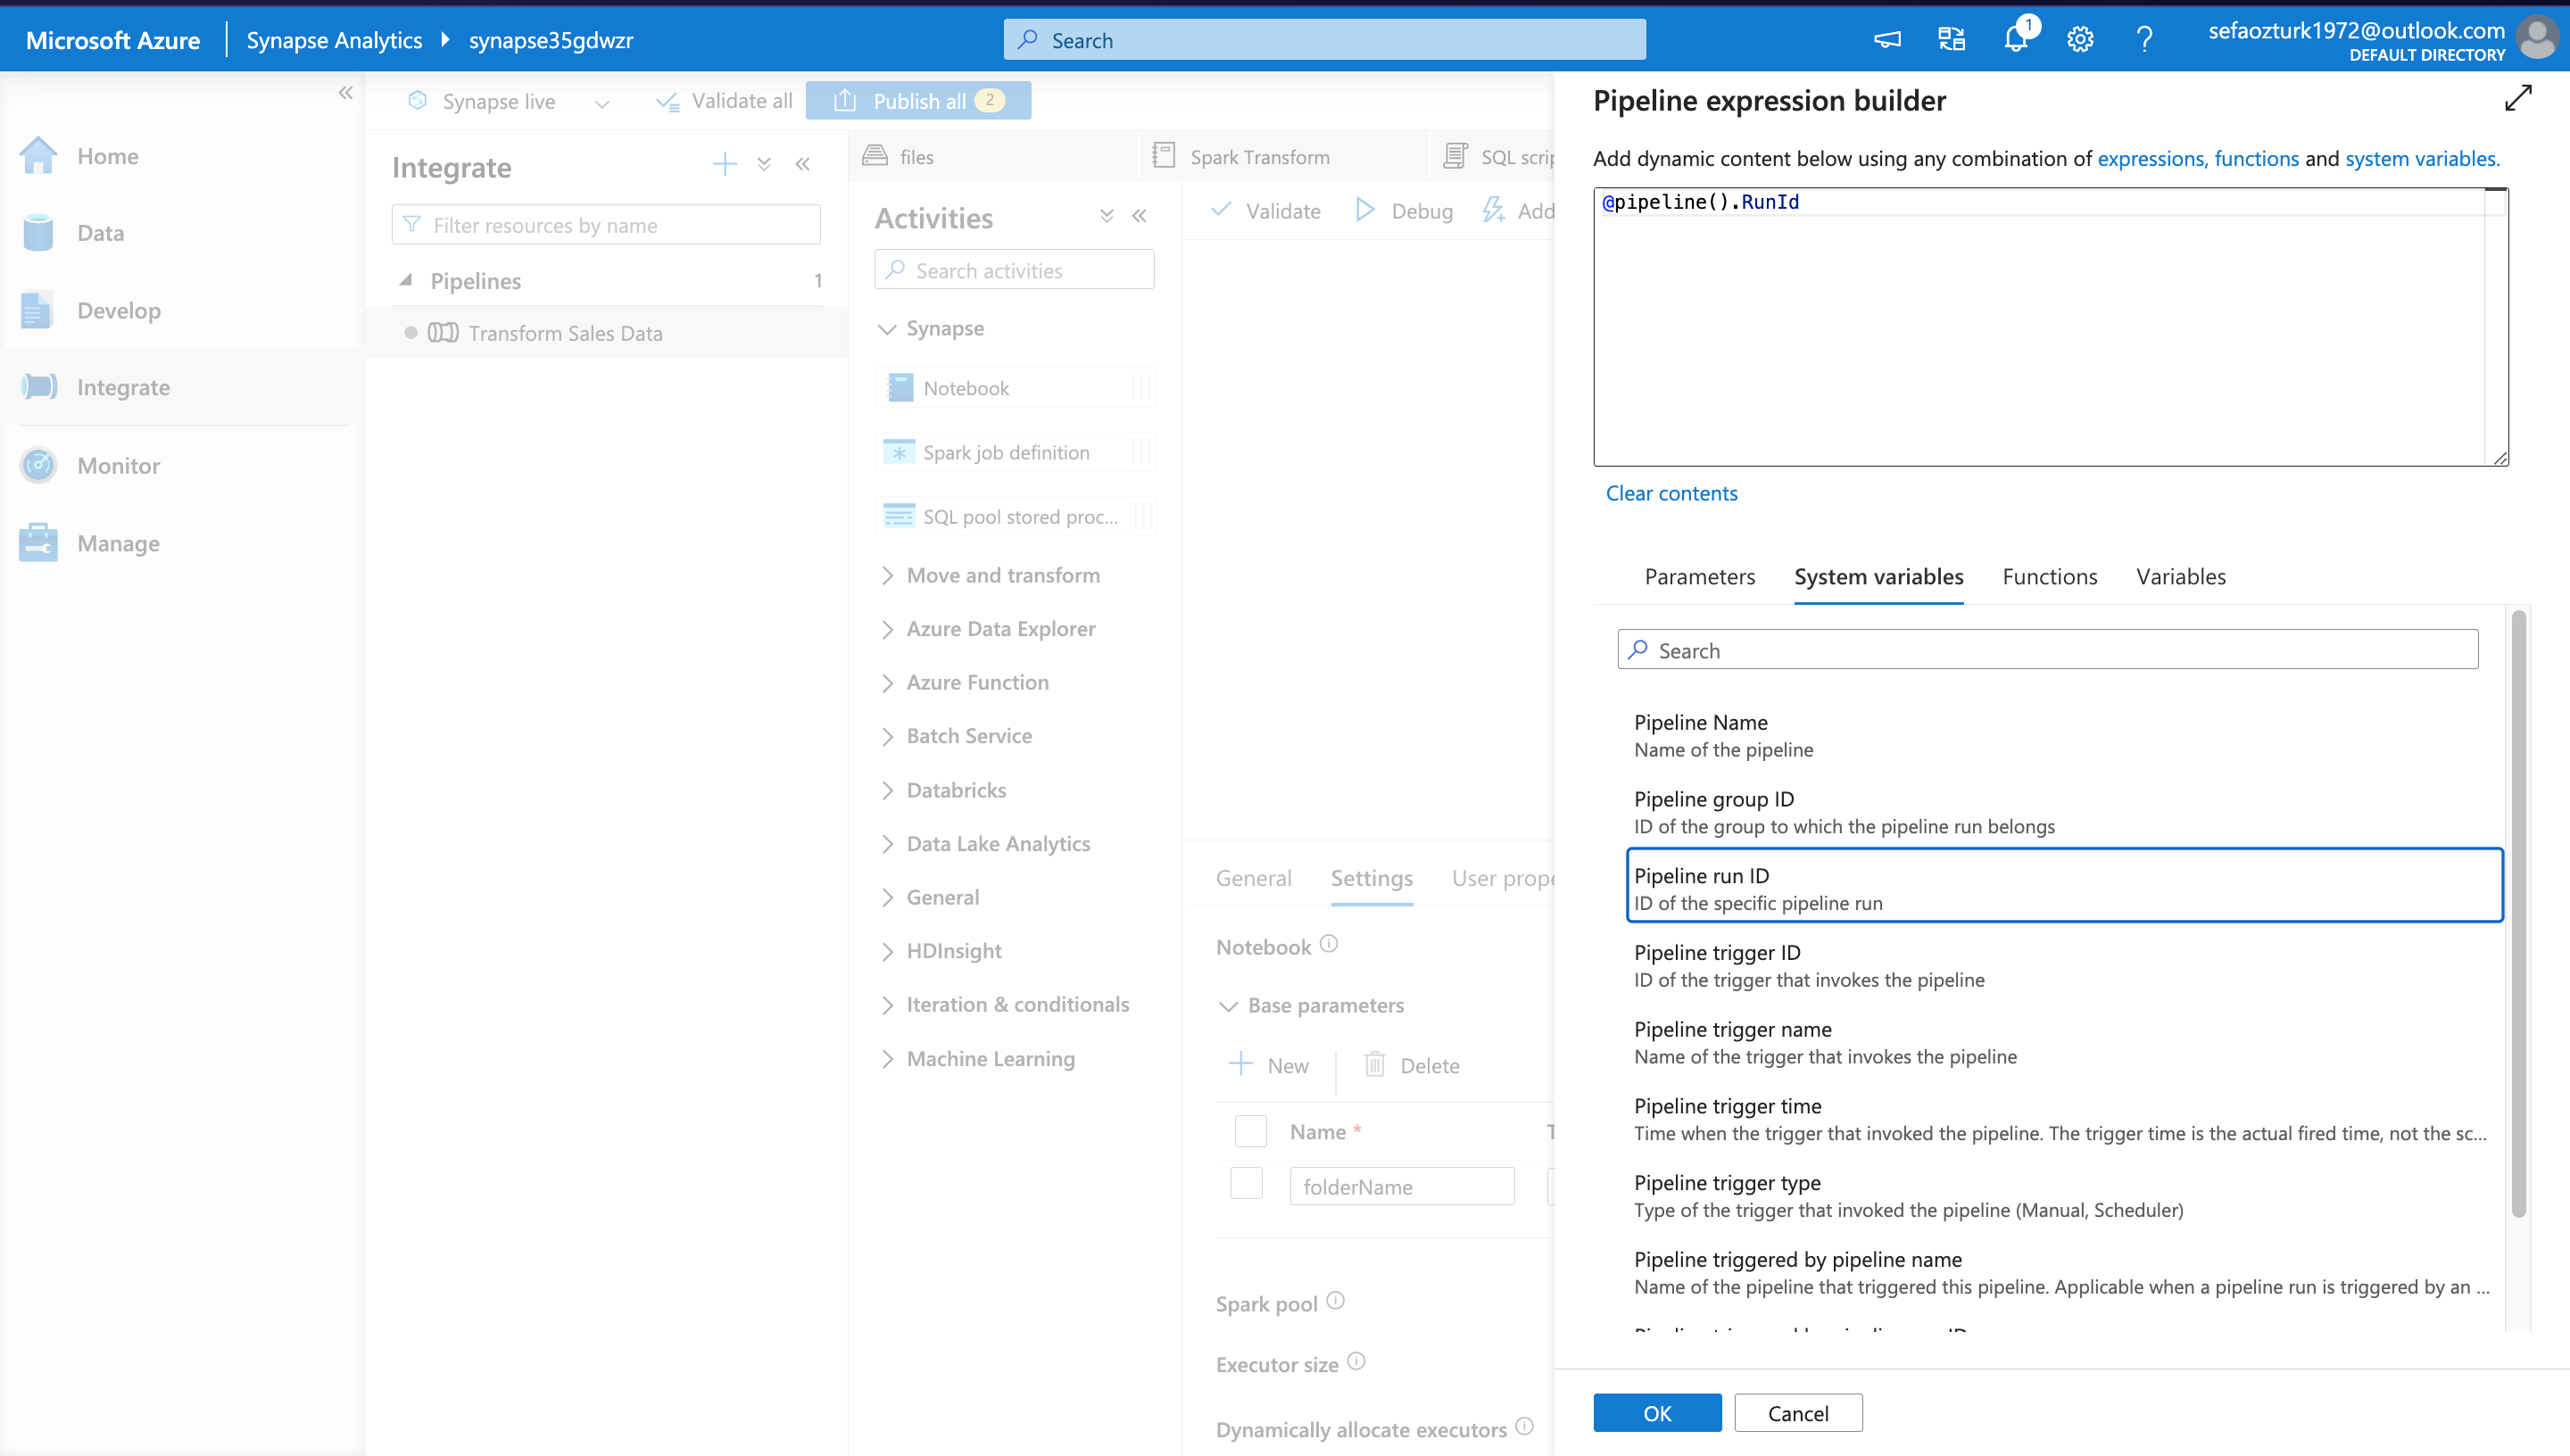 Microsoft Azure
Synapse Analytics
synapse35gdwzr
Search
1
sefaozturk1972@outlook.com
DEFAULT DIRECTORY
Home
Data
Develop
Integrate
Monitor
Manage
Synapse live
Validate all
Publish all 2
Integrate
Filter resources by name
Pipelines 1
Transform Sales Data
files
Spark Transform
SQL scrip
Activities
Search activities
Synapse
Notebook
Spark job definition
SQL pool stored proc...
Move and transform
Azure Data Explorer
Azure Function
Batch Service
Databricks
Data Lake Analytics
General
HDInsight
Iteration & conditionals
Machine Learning
Validate
Debug
Add
General
Settings
User prope
Notebook
Base parameters
New
Delete
Name *
T
folderName
Spark pool
Executor size
Dynamically allocate executors
Pipeline expression builder
Add dynamic content below using any combination of expressions, functions and system variables.
@pipeline().RunId
Clear contents
Parameters
System variables
Functions
Variables
Search
Pipeline Name
Name of the pipeline
Pipeline group ID
ID of the group to which the pipeline run belongs
Pipeline run ID
ID of the specific pipeline run
Pipeline trigger ID
ID of the trigger that invokes the pipeline
Pipeline trigger name
Name of the trigger that invokes the pipeline
Pipeline trigger time
Time when the trigger that invoked the pipeline. The trigger time is the actual fired time, not the sc...
Pipeline trigger type
Type of the trigger that invoked the pipeline (Manual, Scheduler)
Pipeline triggered by pipeline name
Name of the pipeline that triggered this pipeline. Applicable when a pipeline run is triggered by an ...
OK
Cancel